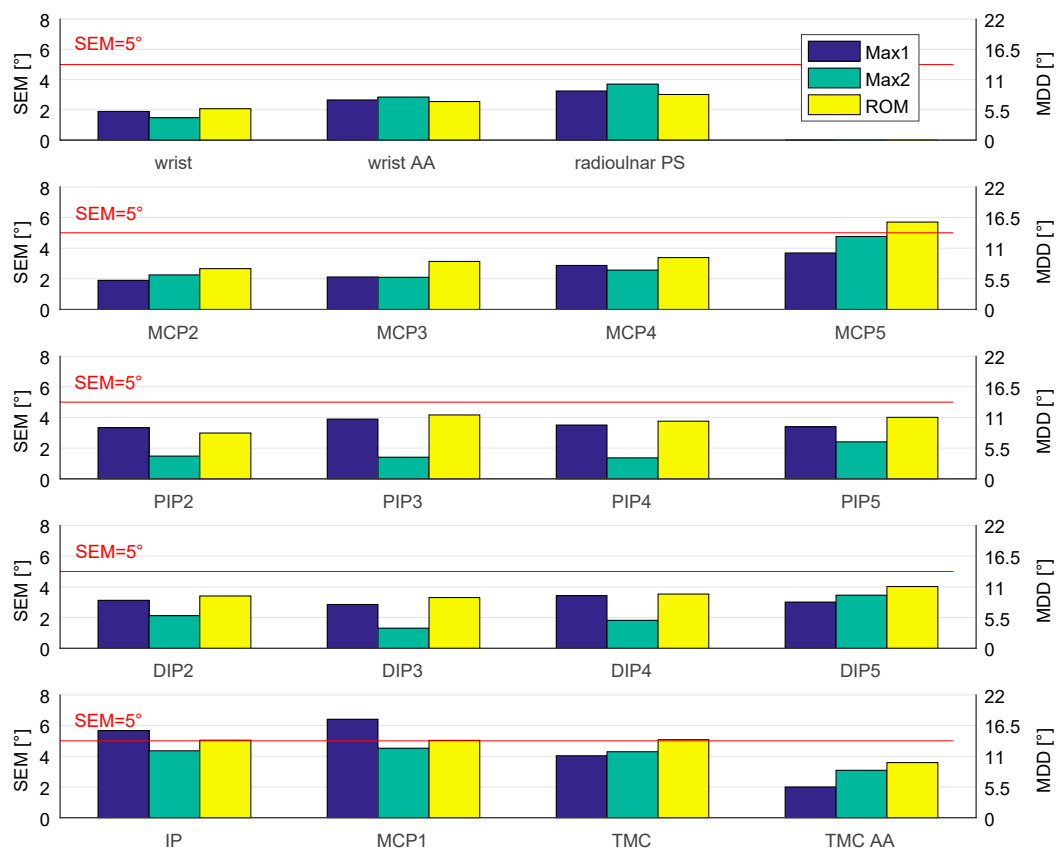 8 6 4 2 0
SEM [°]
SEM=5°
Max1
Max2
ROM
22 16.5 11 5.5 0
MDD [°]
wrist wrist AA radioulnar PS
8 6 4 2 0
SEM [°]
SEM=5°
22 16.5 11 5.5 0
MDD [°]
MCP2 MCP3 MCP4 MCP5
8 6 4 2 0
SEM [°]
SEM=5°
22 16.5 11 5.5 0
MDD [°]
PIP2 PIP3 PIP4 PIP5
8 6 4 2 0
SEM [°]
SEM=5°
22 16.5 11 5.5 0
MDD [°]
DIP2 DIP3 DIP4 DIP5
8 6 4 2 0
SEM [°]
SEM=5°
22 16.5 11 5.5 0
MDD [°]
IP MCP1 TMC TMC AA